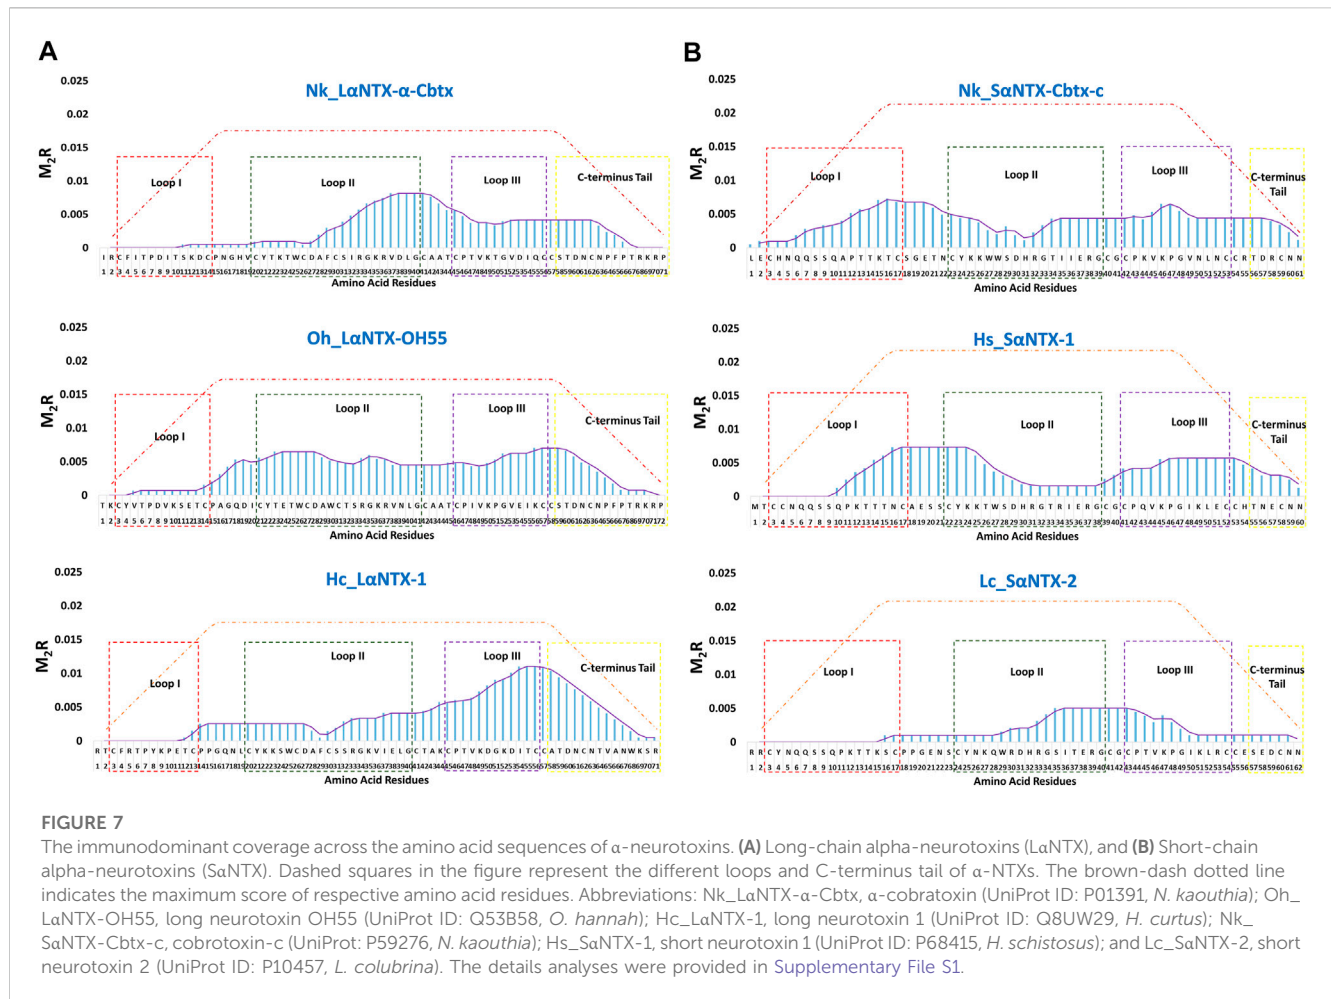 A
B
Nk_LαNTX-α-Cbtx
0.025
0.02
0.015
0.01
0.005
0
M2R
Loop I
Loop II
Loop III
C-terminus Tail
Amino Acid Residues
Nk_SαNTX-Cbtx-c
0.025
0.02
0.015
0.01
0.005
0
M2R
Loop I
Loop II
Loop III
C-terminus
Tail
L E C H N Q Q S S Q A P T T K T C S G E T N C Y K K W W S D H R G T I I E R G C G C P K V K P G V N L N C C R T D R C N N
Amino Acid Residues
Oh_LαNTX-OH55
0.025
0.02
0.015
0.01
0.005
0
M2R
Loop I
Loop II
Loop III
C-terminus Tail
T K C Y V T P D V K S E T C P A G Q D I C Y T E T W C D A W C T S R G K R V N L G C A A T C P I V K P G V E I K C C S T D N C N P F P T R K R P
Amino Acid Residues
Hs_SαNTX-1
0.025
0.02
0.015
0.01
0.005
0
M2R
Loop I
Loop II
Loop III
C-terminus
Tail
M T C C N Q Q S S Q P K T T T N C A E S S C Y K K T W S D H R G T R I E R G C G C P Q V K P G I K L E C C H T N E C N N
Amino Acid Residues
Hc_LαNTX-1
0.025
0.02
0.015
0.01
0.005
0
M2R
Loop I
Loop II
Loop III
C-terminus Tail
Amino Acid Residues
Lc_SαNTX-2
0.025
0.02
0.015
0.01
0.005
0
M2R
Loop I
Loop II
Loop III
C-terminus
Tail
R R C Y N Q Q S S Q P K T T K S C P P G E N S C Y N K Q W R D H R G S I T E R G C G C P T V K P G I K L R C C E S E D C N N
Amino Acid Residues
FIGURE 7
The immunodominant coverage across the amino acid sequences of α-neurotoxins. (A) Long-chain alpha-neurotoxins (LαNTX), and (B) Short-chain
alpha-neurotoxins (SαNTX). Dashed squares in the figure represent the different loops and C-terminus tail of α-NTXs. The brown-dash dotted line
indicates the maximum score of respective amino acid residues. Abbreviations: Nk_LαNTX-α-Cbtx, α-cobratoxin (UniProt ID: P01391, N. kaouthia); Oh_
LαNTX-OH55, long neurotoxin OH55 (UniProt ID: Q53B58, O. hannah); Hc_LαNTX-1, long neurotoxin 1 (UniProt ID: Q8UW29, H. curtus); Nk_
SαNTX-Cbtx-c, cobrotoxin-c (UniProt: P59276, N. kaouthia); Hs_SαNTX-1, short neurotoxin 1 (UniProt ID: P68415, H. schistosus); and Lc_SαNTX-2, short
neurotoxin 2 (UniProt ID: P10457, L. colubrina). The details analyses were provided in Supplementary File S1.